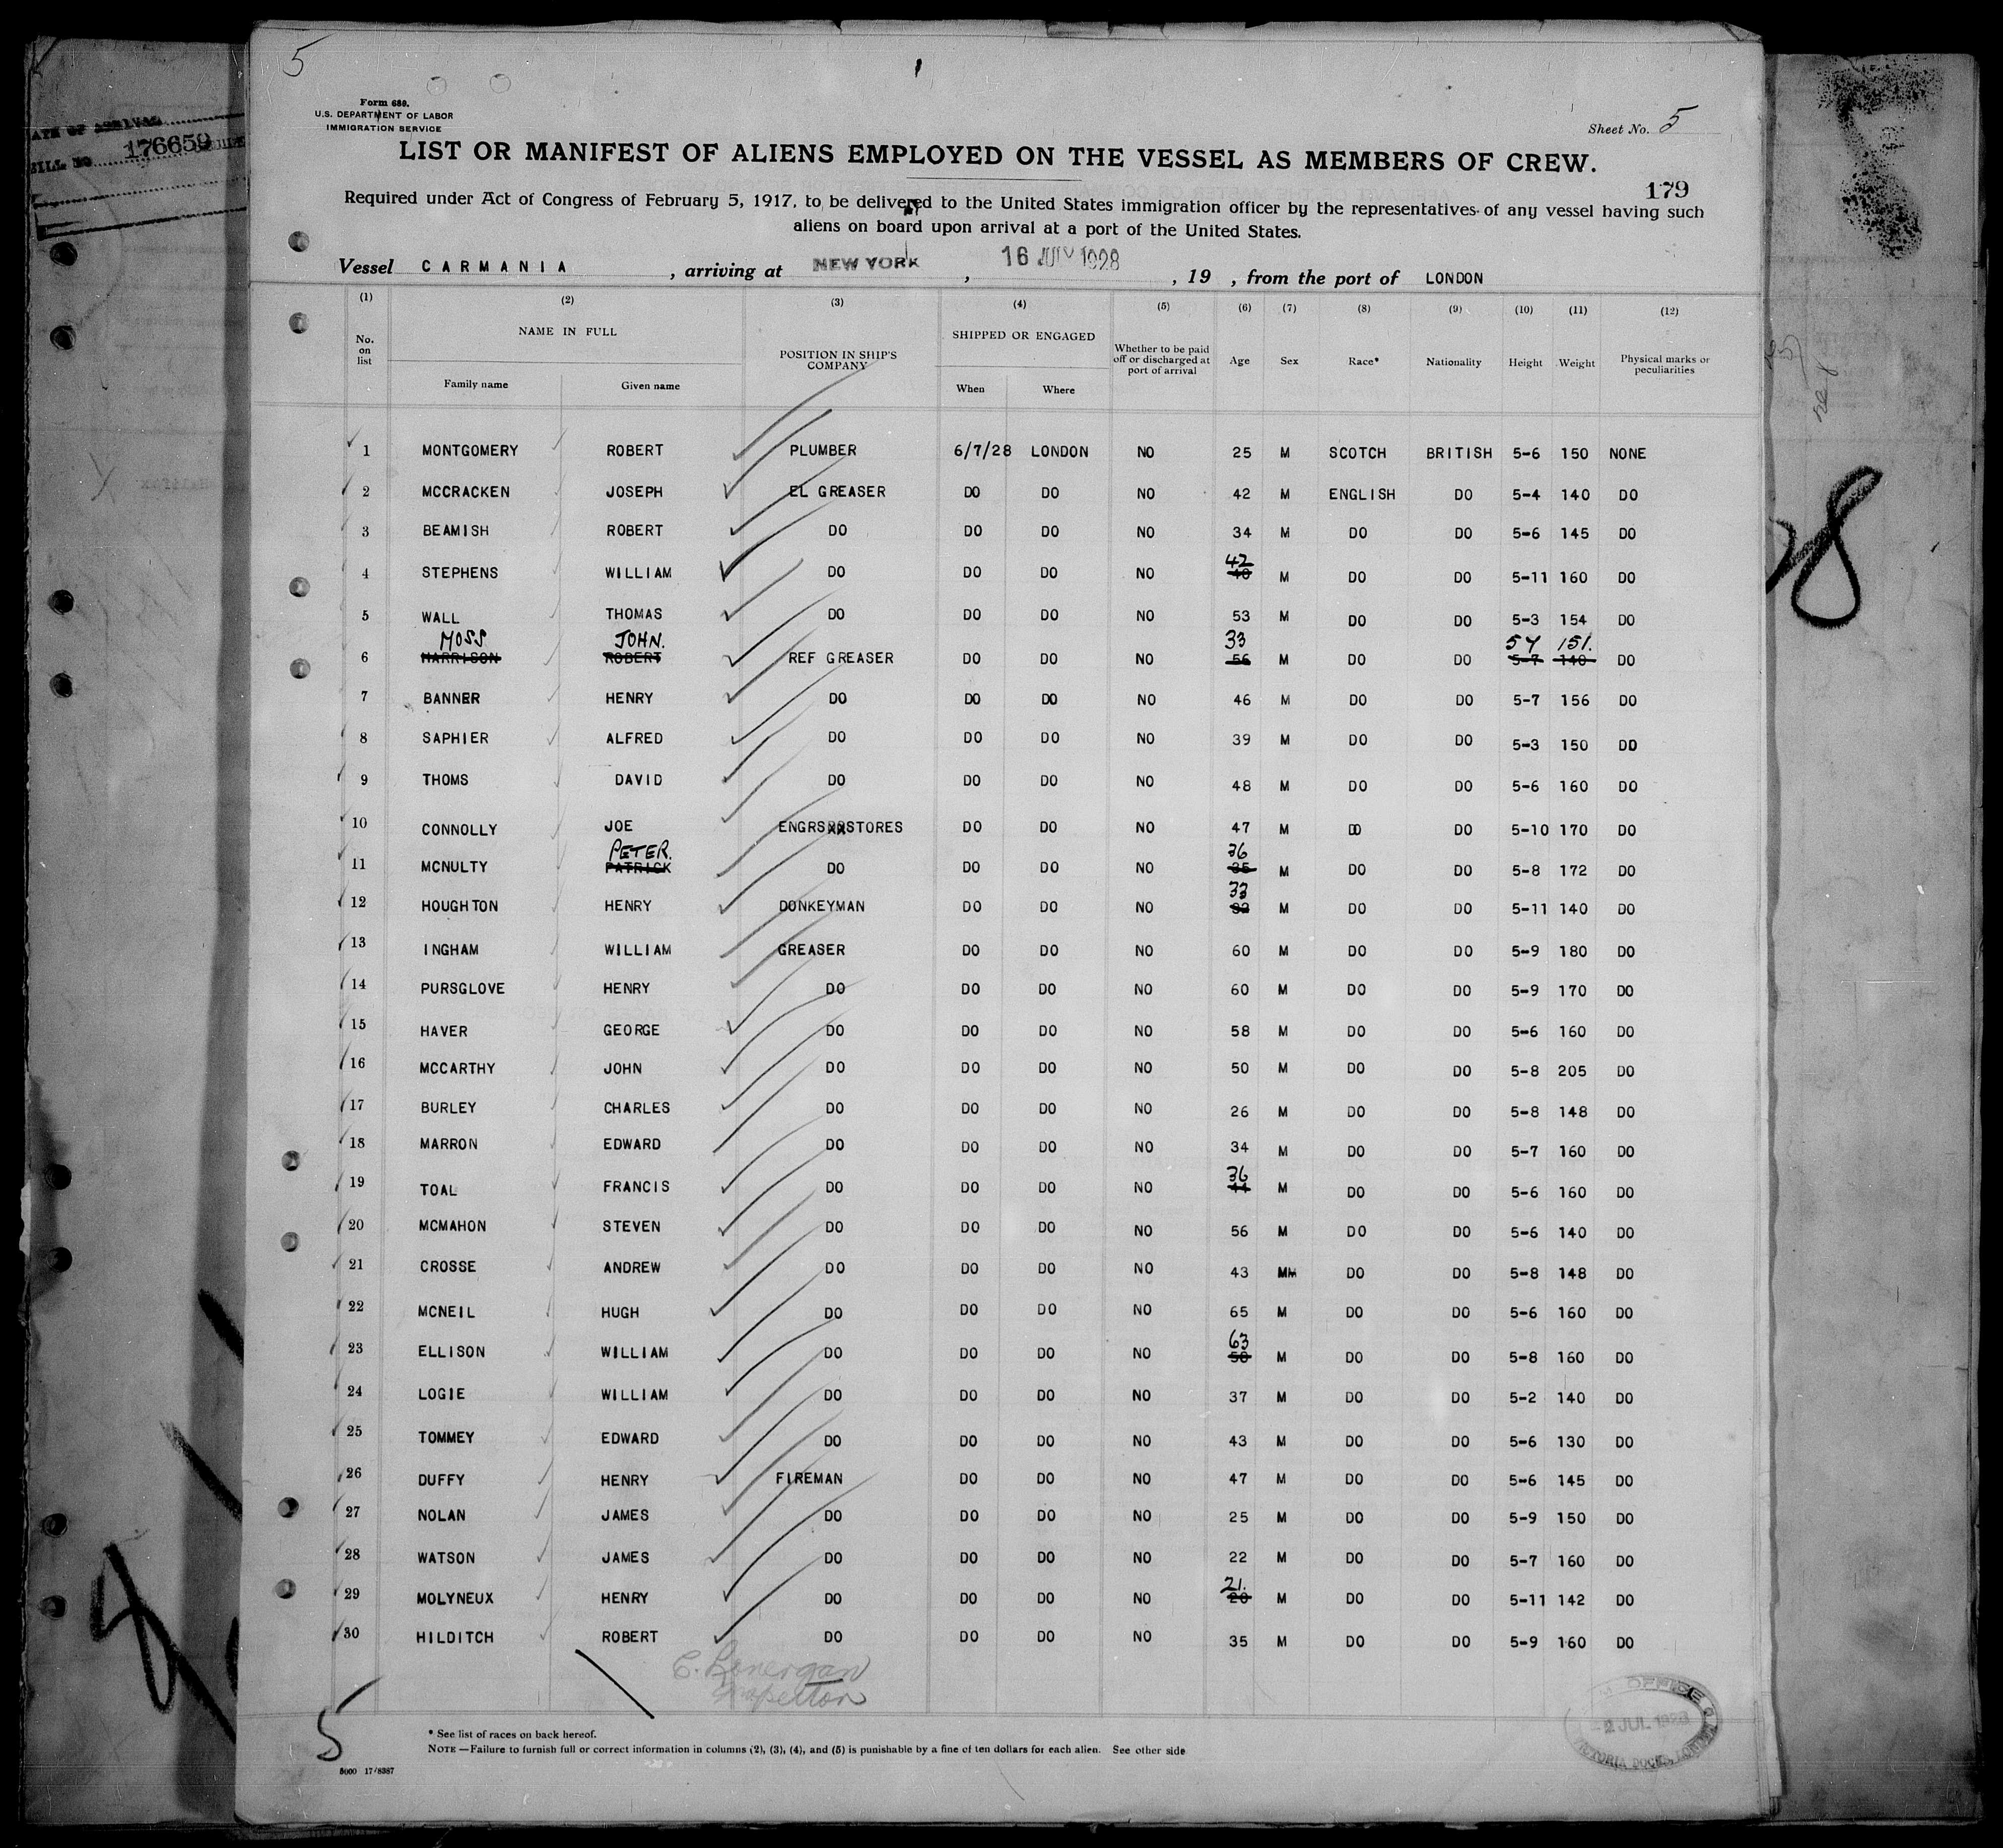 5
Form 680.
U.S. DEPARTMENT OF LABOR
IMMIGRATION SERVICE
Sheet No. 5
176659
LIST OR MANIFEST OF ALIENS EMPLOYED ON THE VESSEL AS MEMBERS OF CREW.
179
Required under Act of Congress of February 5, 1917, to be delivered to the United States immigration officer by the representatives of any vessel having such
aliens on board upon arrival at a port of the United States.
Vessel CARMANIA, arriving at NEW YORK, 16 JULY 1928, 19 , from the port of LONDON
(1) (2) (3) (4) (5) (6) (7) (8) (9) (10) (11) (12)
No. on list NAME IN FULL POSITION IN SHIP'S COMPANY SHIPPED OR ENGAGED Whether to be paid off or discharged at port of arrival Age Sex Race* Nationality Height Weight Physical marks or peculiarities
Family name Given name When Where
1 MONTGOMERY ROBERT PLUMBER 6/7/28 LONDON NO 25 M SCOTCH BRITISH 5-6 150 NONE
2 MCCRACKEN JOSEPH EL GREASER DO DO NO 42 M ENGLISH DO 5-4 140 DO
3 BEAMISH ROBERT DO DO DO NO 34 M DO DO 5-6 145 DO
42
4 STEPHENS WILLIAM DO DO DO NO 40 M DO DO 5-11 160 DO
5 WALL THOMAS DO DO DO NO 53 M DO DO 5-3 154 DO
MOSS JOHN. 33 54 151.
6 HARRISON ROBERT REF GREASER DO DO NO 56 M DO DO 5-7 140 DO
7 BANNER HENRY DO DO DO NO 46 M DO DO 5-7 156 DO
8 SAPHIER ALFRED DO DO DO NO 39 M DO DO 5-3 150 DO
9 THOMS DAVID DO DO DO NO 48 M DO DO 5-6 160 DO
10 CONNOLLY JOE ENGRSXXSTORES DO DO NO 47 M DO DO 5-10 170 DO
PETER. 36
11 MCNULTY PATRICK DO DO DO NO 35 M DO DO 5-8 172 DO
33
12 HOUGHTON HENRY DONKEYMAN DO DO NO 32 M DO DO 5-11 140 DO
13 INGHAM WILLIAM GREASER DO DO NO 60 M DO DO 5-9 180 DO
14 PURSGLOVE HENRY DO DO DO NO 60 M DO DO 5-9 170 DO
15 HAVER GEORGE DO DO DO NO 58 M DO DO 5-6 160 DO
16 MCCARTHY JOHN DO DO DO NO 50 M DO DO 5-8 205 DO
17 BURLEY CHARLES DO DO DO NO 26 M DO DO 5-8 148 DO
18 MARRON EDWARD DO DO DO NO 34 M DO DO 5-7 160 DO
36
19 TOAL FRANCIS DO DO DO NO 44 M DO DO 5-6 160 DO
20 MCMAHON STEVEN DO DO DO NO 56 M DO DO 5-6 140 DO
21 CROSSE ANDREW DO DO DO NO 43 MM DO DO 5-8 148 DO
22 MCNEIL HUGH DO DO DO NO 65 M DO DO 5-6 160 DO
63
23 ELLISON WILLIAM DO DO DO NO 58 M DO DO 5-8 160 DO
24 LOGIE WILLIAM DO DO DO NO 37 M DO DO 5-2 140 DO
25 TOMMEY EDWARD DO DO DO NO 43 M DO DO 5-6 130 DO
26 DUFFY HENRY FIREMAN DO DO NO 47 M DO DO 5-6 145 DO
27 NOLAN JAMES DO DO DO NO 25 M DO DO 5-9 150 DO
28 WATSON JAMES DO DO DO NO 22 M DO DO 5-7 160 DO
21.
29 MOLYNEUX HENRY DO DO DO NO 20 M DO DO 5-11 142 DO
30 HILDITCH ROBERT DO DO DO NO 35 M DO DO 5-9 160 DO
C. Lonergan
Inspector
5
2 JUL 1928
* See list of races on back hereof.
NOTE—Failure to furnish full or correct information in columns (2), (3), (4), and (5) is punishable by a fine of ten dollars for each alien. See other side
5000 17/8387